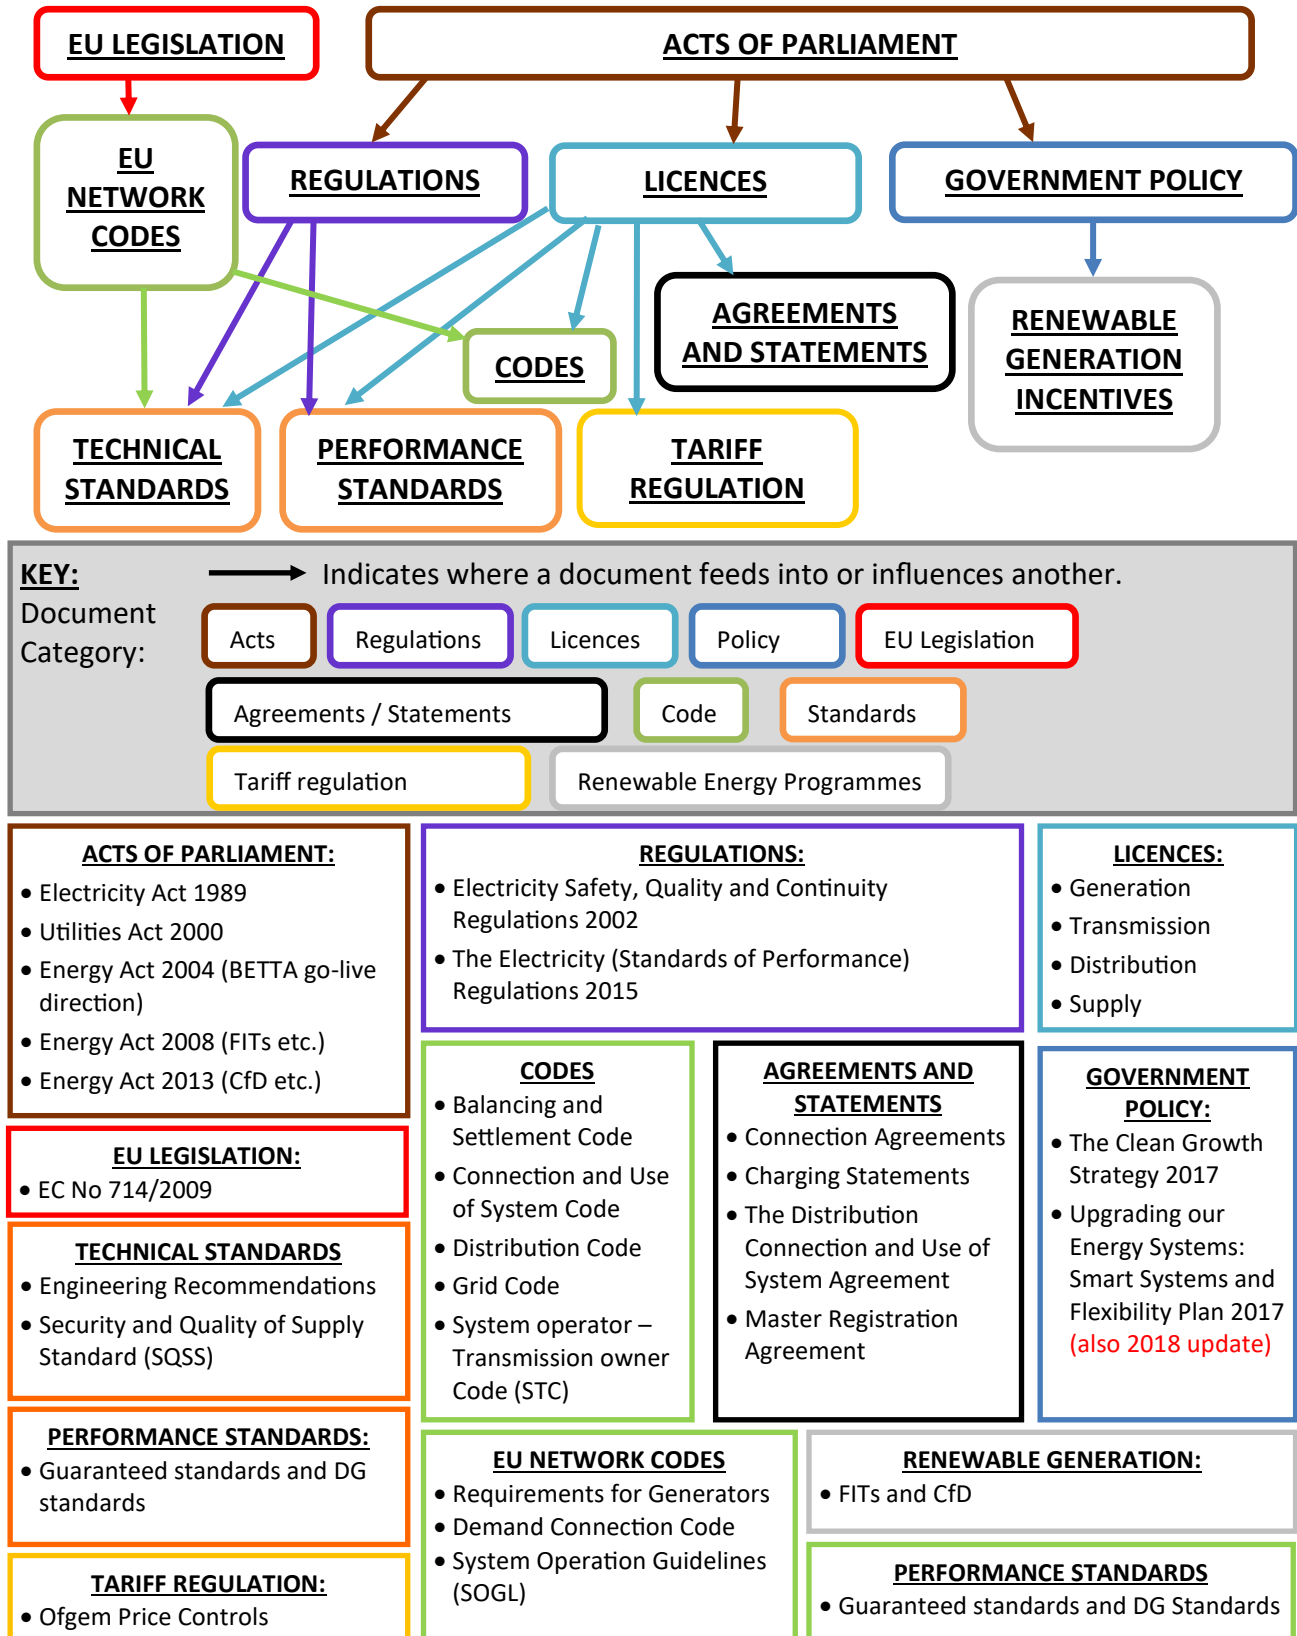 EU LEGISLATION
ACTS OF PARLIAMENT
EU
NETWORK
CODES
REGULATIONS
LICENCES
GOVERNMENT POLICY
AGREEMENTS
AND STATEMENTS
RENEWABLE
GENERATION
INCENTIVES
CODES
TECHNICAL
STANDARDS
PERFORMANCE
STANDARDS
TARIFF
REGULATION
KEY:
Indicates where a document feeds into or influences another.
Document
Category:
Acts
Regulations
Licences
Policy
EU Legislation
Agreements / Statements
Code
Standards
Tariff regulation
Renewable Energy Programmes
ACTS OF PARLIAMENT:
• Electricity Act 1989
• Utilities Act 2000
• Energy Act 2004 (BETTA go-live
direction)
• Energy Act 2008 (FITs etc.)
• Energy Act 2013 (CfD etc.)
REGULATIONS:
• Electricity Safety, Quality and Continuity
Regulations 2002
• The Electricity (Standards of Performance)
Regulations 2015
LICENCES:
• Generation
• Transmission
• Distribution
• Supply
EU LEGISLATION:
• EC No 714/2009
CODES
• Balancing and
Settlement Code
• Connection and Use
of System Code
• Distribution Code
• Grid Code
• System operator –
Transmission owner
Code (STC)
AGREEMENTS AND
STATEMENTS
• Connection Agreements
• Charging Statements
• The Distribution
Connection and Use of
System Agreement
• Master Registration
Agreement
GOVERNMENT
POLICY:
• The Clean Growth
Strategy 2017
• Upgrading our
Energy Systems:
Smart Systems and
Flexibility Plan 2017
(also 2018 update)
TECHNICAL STANDARDS
• Engineering Recommendations
• Security and Quality of Supply
Standard (SQSS)
PERFORMANCE STANDARDS:
• Guaranteed standards and DG
standards
EU NETWORK CODES
• Requirements for Generators
• Demand Connection Code
• System Operation Guidelines
(SOGL)
RENEWABLE GENERATION:
• FITs and CfD
TARIFF REGULATION:
• Ofgem Price Controls
PERFORMANCE STANDARDS
• Guaranteed standards and DG Standards